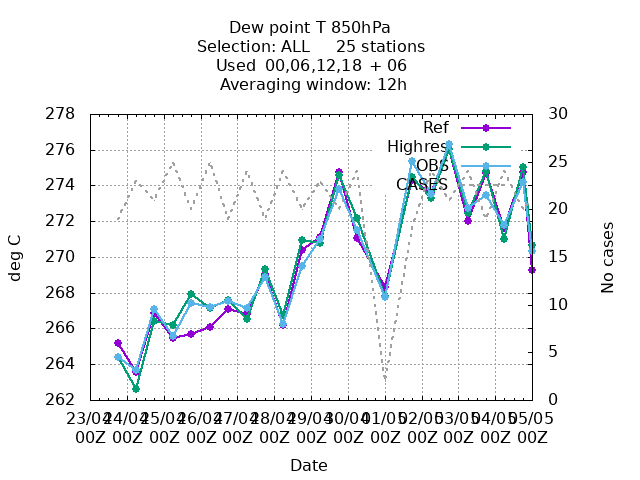 Dew point T 850hPa
Selection: ALL 25 stations
Used 00,06,12,18 + 06
Averaging window: 12h
278 30
Ref
276 Highres 25
OBS
274 CASES 20
272
270 15
268 10
266
264 5
262 0
deg C
No cases
23/04 24/04 25/04 26/04 27/04 28/04 29/04 30/04 01/05 02/05 03/05 04/05 05/05
00Z 00Z 00Z 00Z 00Z 00Z 00Z 00Z 00Z 00Z 00Z 00Z 00Z
Date